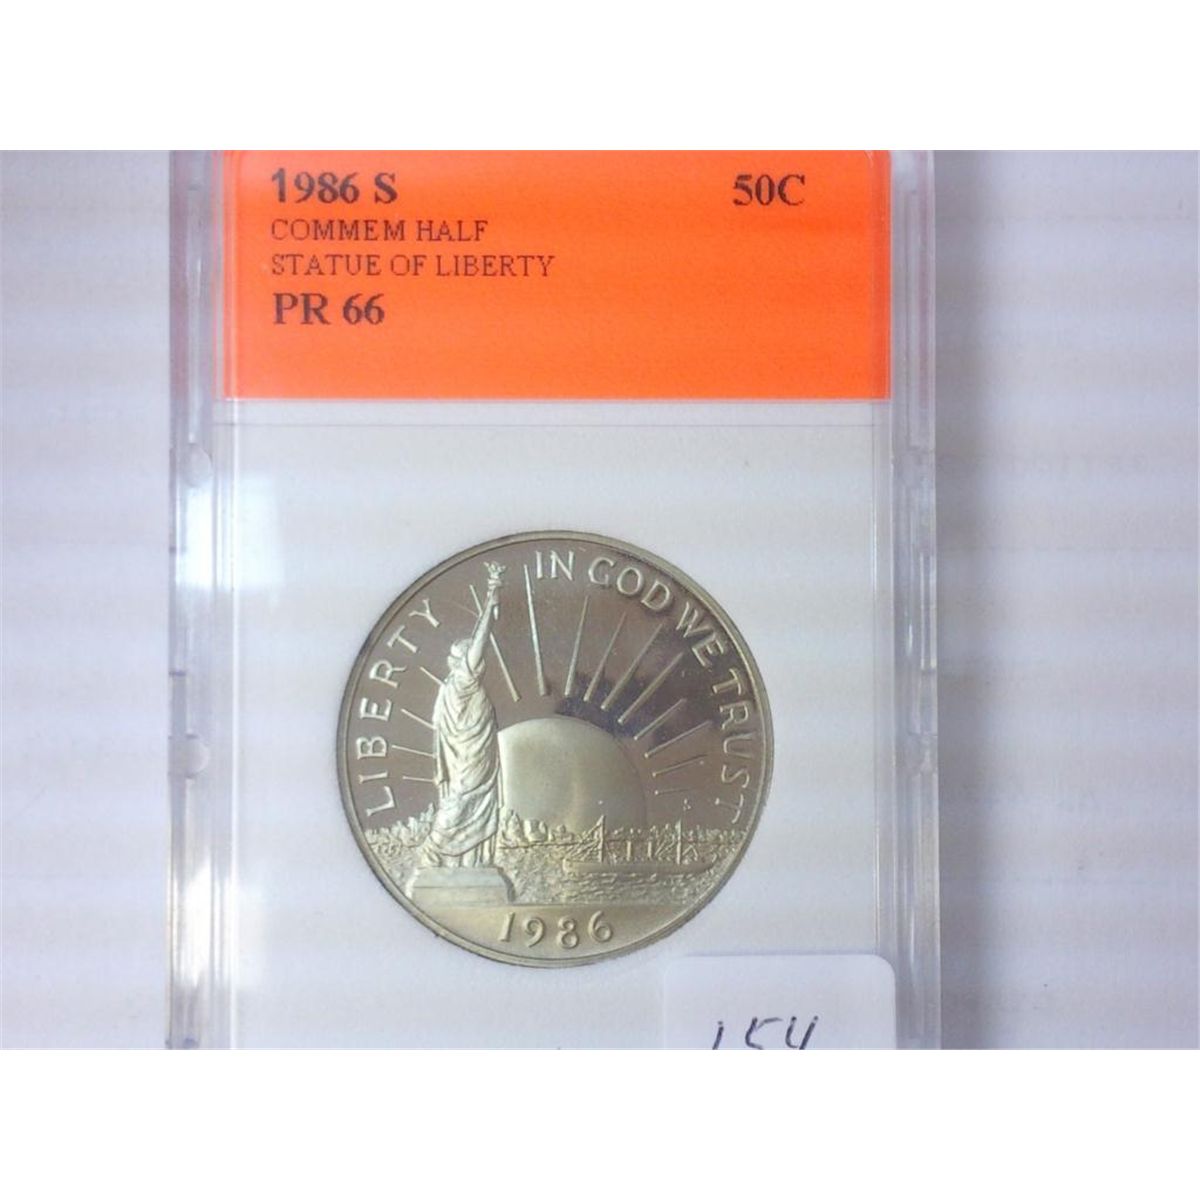 1986 S 50C
COMMEM HALF
STATUE OF LIBERTY
PR 66
LIBERTY
IN GOD WE TRUST
1986
154